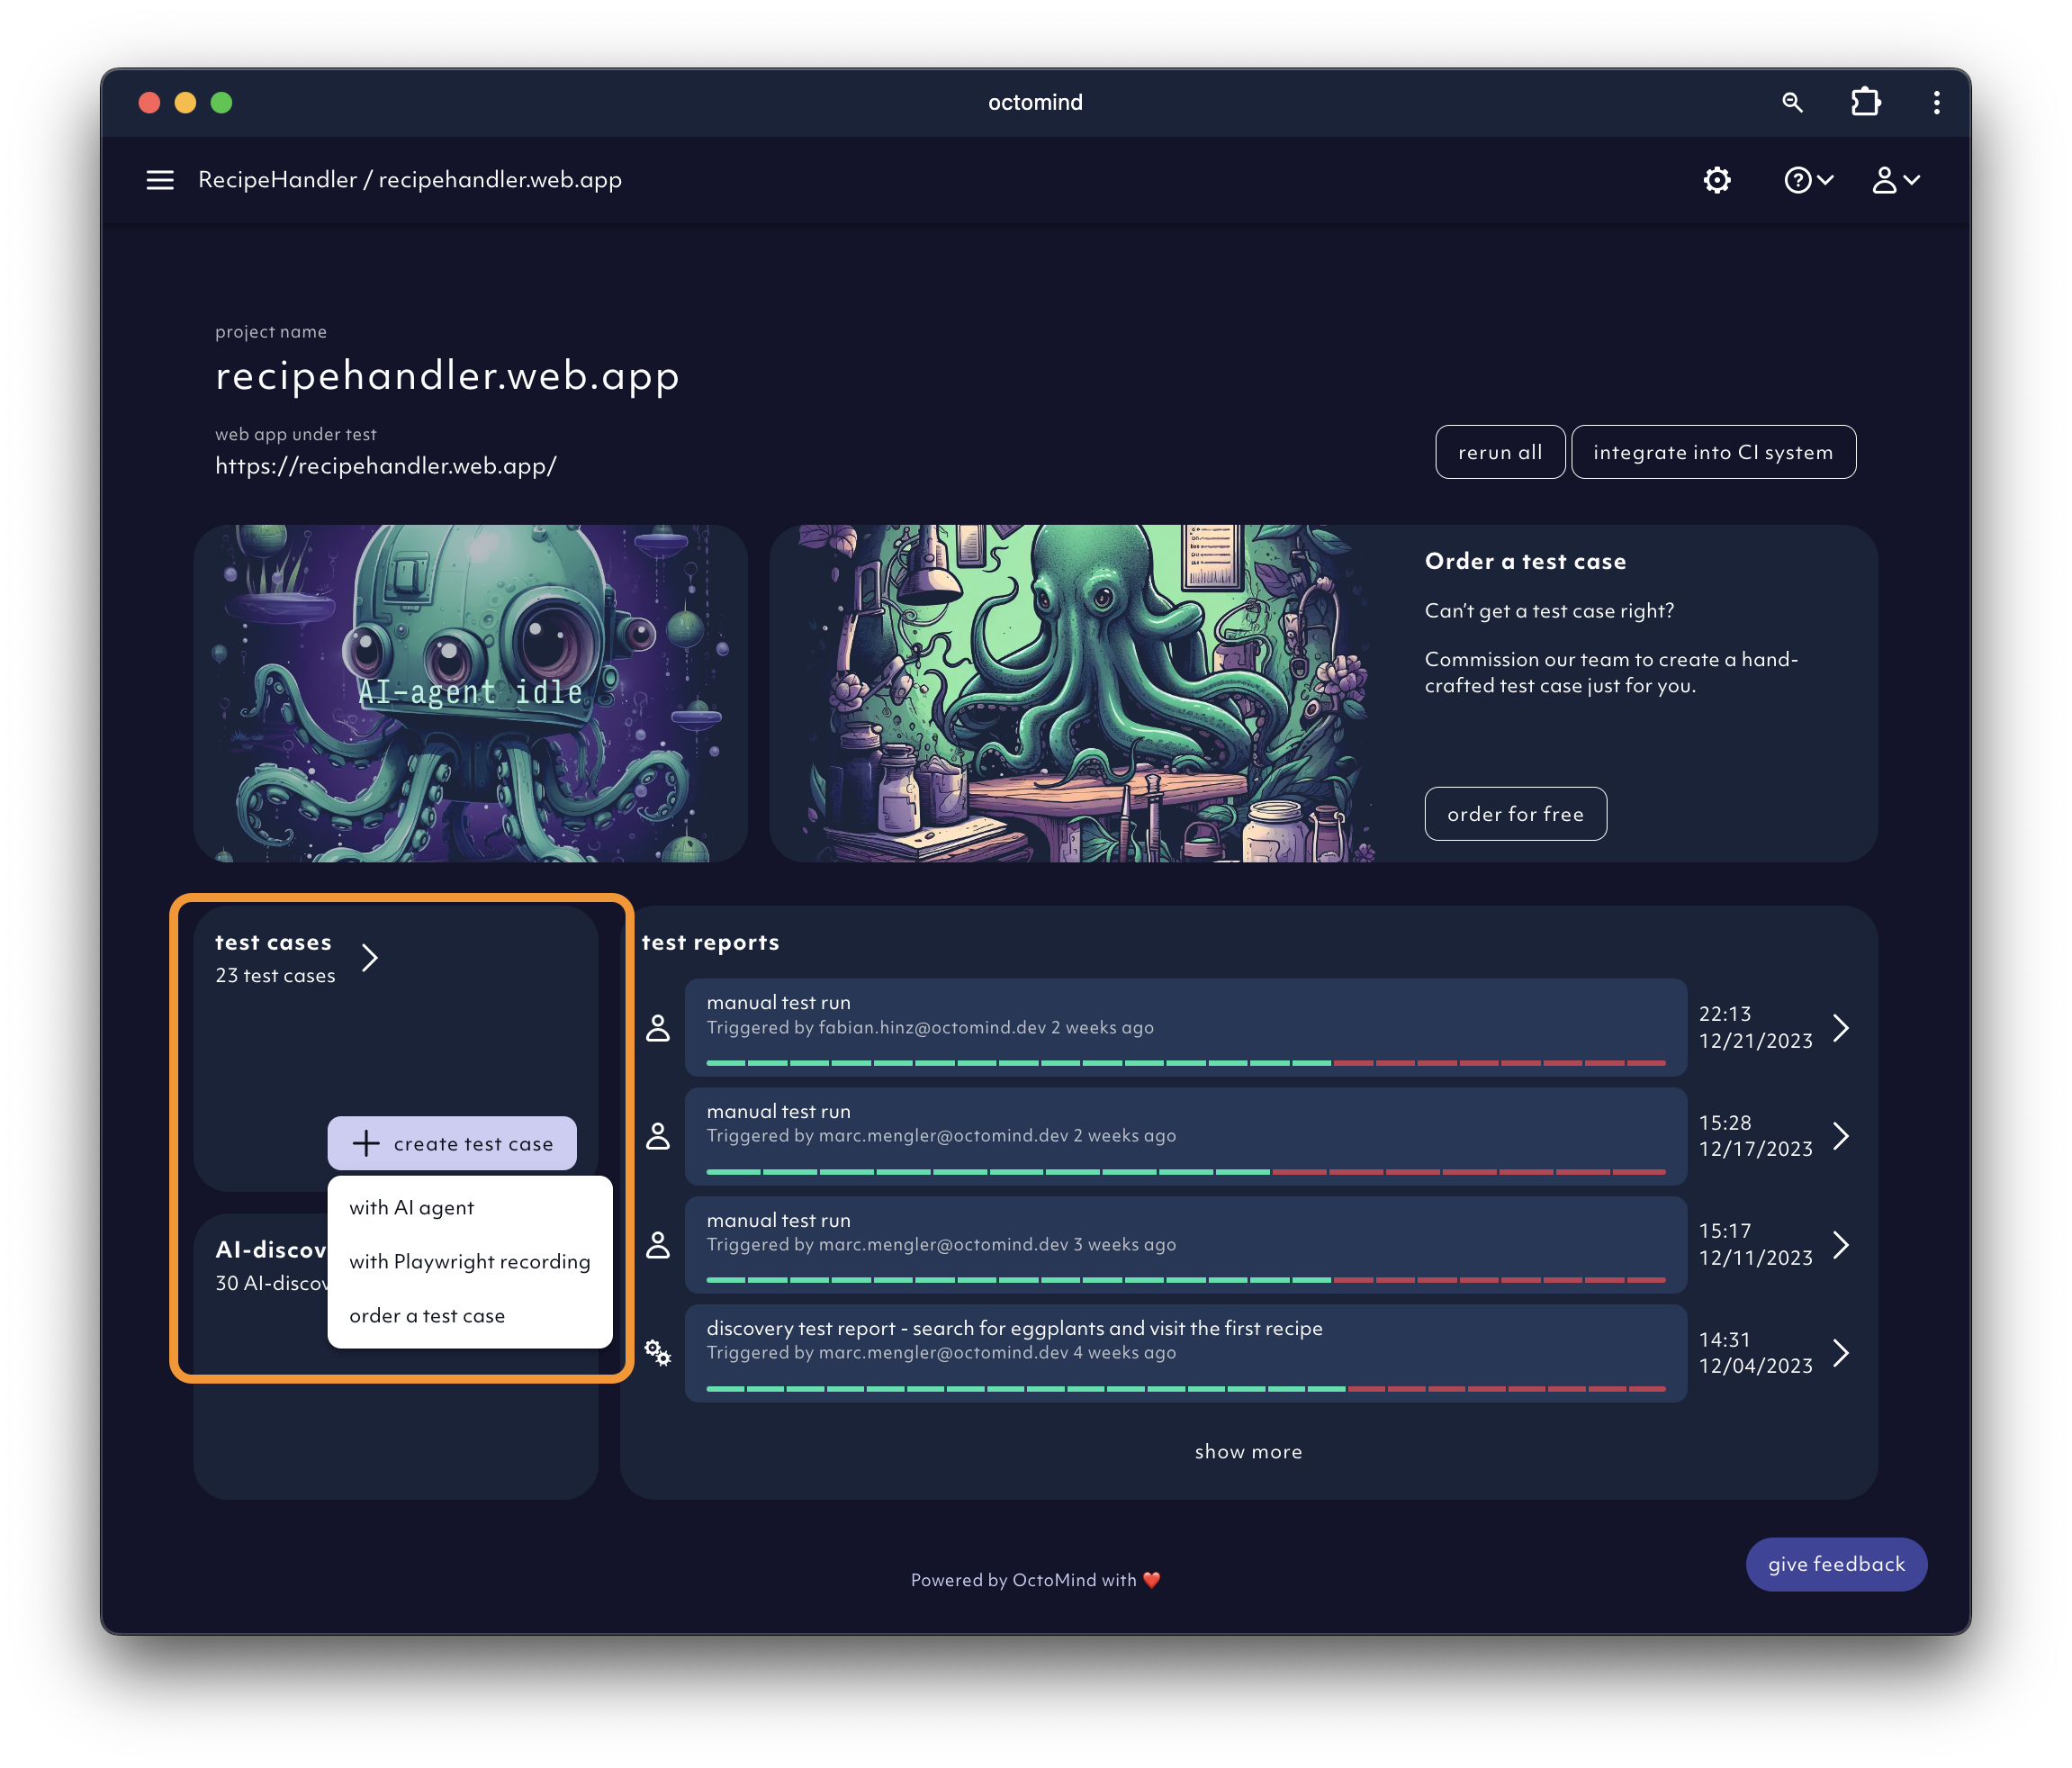 octomind
RecipeHandler / recipehandler.web.app
project name
recipehandler.web.app
web app under test
https://recipehandler.web.app/
rerun all
integrate into CI system
AI-agent idle
Order a test case
Can't get a test case right?
Commission our team to create a hand-
crafted test case just for you.
order for free
test cases
23 test cases
create test case
with AI agent
with Playwright recording
order a test case
AI-discov
30 AI-discov
test reports
manual test run
Triggered by fabian.hinz@octomind.dev 2 weeks ago
22:13
12/21/2023
manual test run
Triggered by marc.mengler@octomind.dev 2 weeks ago
15:28
12/17/2023
manual test run
Triggered by marc.mengler@octomind.dev 3 weeks ago
15:17
12/11/2023
discovery test report - search for eggplants and visit the first recipe
Triggered by marc.mengler@octomind.dev 4 weeks ago
14:31
12/04/2023
show more
Powered by OctoMind with ❤️
give feedback